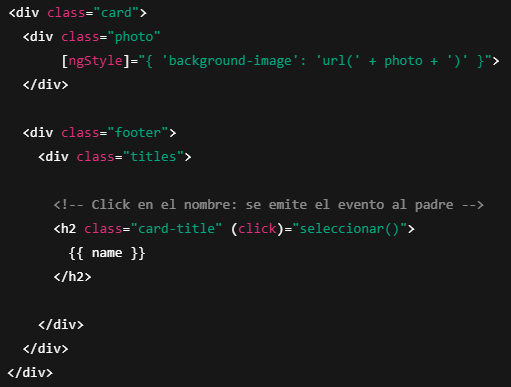 <div class="card">
<div class="photo"
[ngStyle]="{ 'background-image': 'url(' + photo + ')' }">
</div>
<div class="footer">
<div class="titles">
<!-- Click en el nombre: se emite el evento al padre -->
<h2 class="card-title" (click)="seleccionar()">
{{ name }}
</h2>
</div>
</div>
</div>